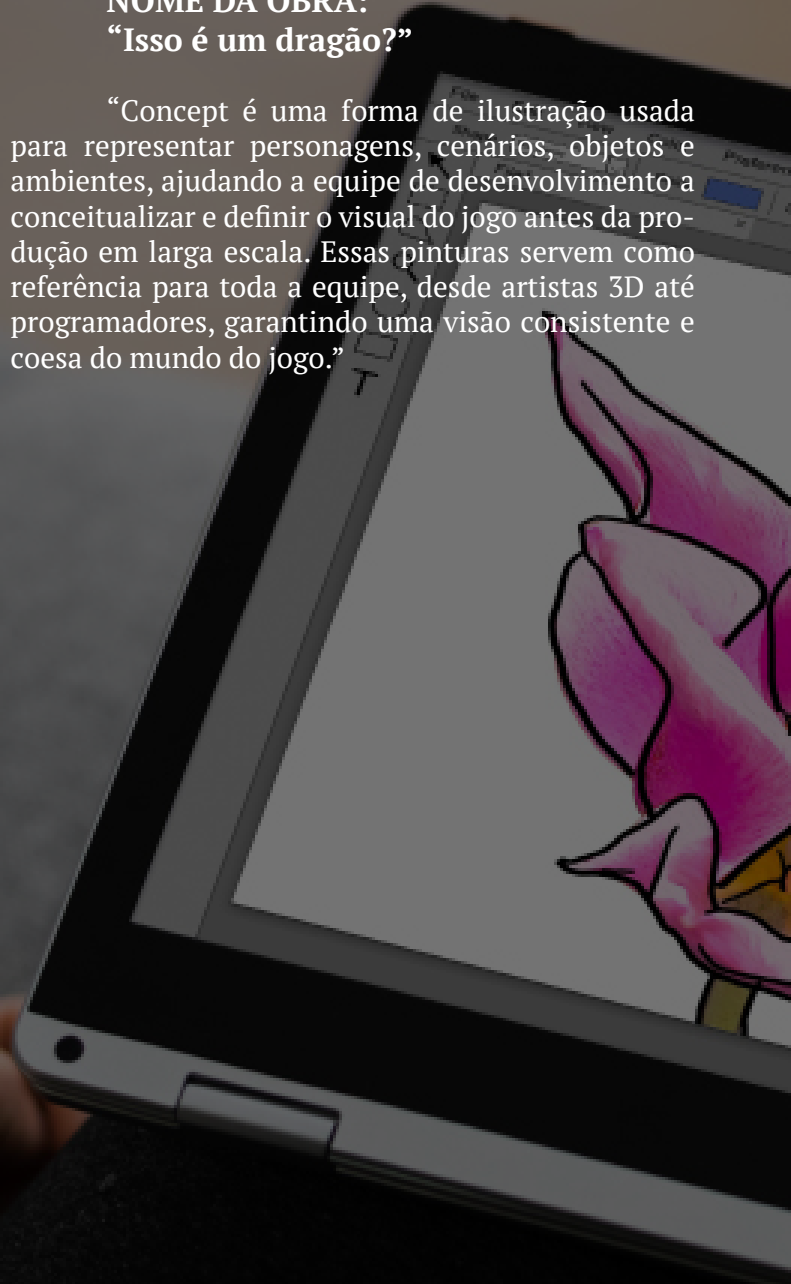 NOME DA OBRA:
“Isso é um dragão?”
“Concept é uma forma de ilustração usada
para representar personagens, cenários, objetos e
ambientes, ajudando a equipe de desenvolvimento a
conceitualizar e definir o visual do jogo antes da pro-
dução em larga escala. Essas pinturas servem como
referência para toda a equipe, desde artistas 3D até
programadores, garantindo uma visão consistente e
coesa do mundo do jogo.”
T